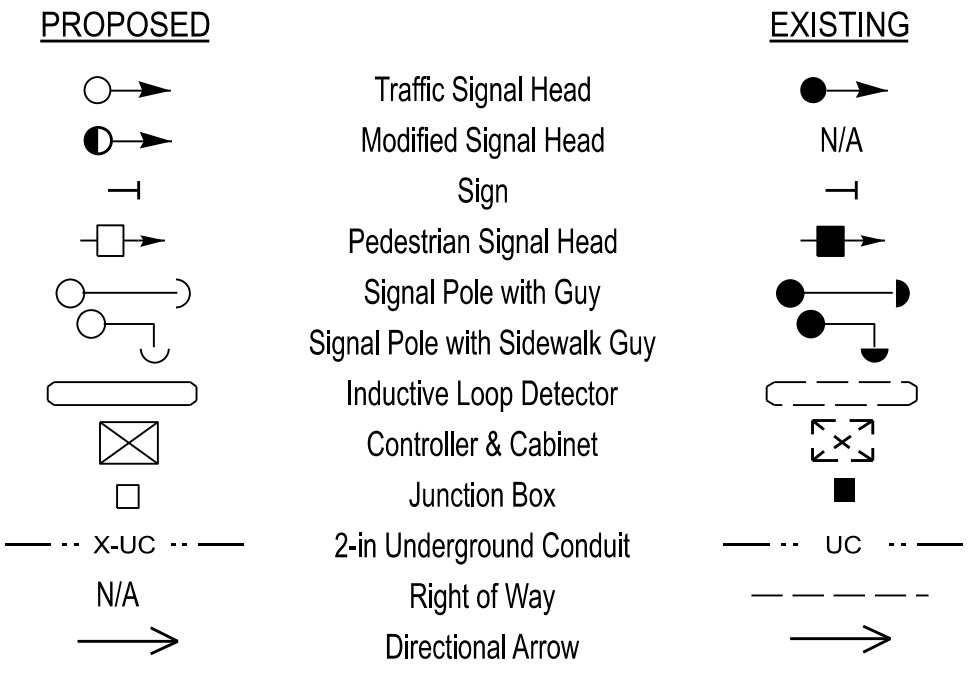 PROPOSED EXISTING
Traffic Signal Head
Modified Signal Head N/A
Sign
Pedestrian Signal Head
Signal Pole with Guy
Signal Pole with Sidewalk Guy
Inductive Loop Detector
Controller & Cabinet
Junction Box
X-UC 2-in Underground Conduit UC
N/A Right of Way
Directional Arrow